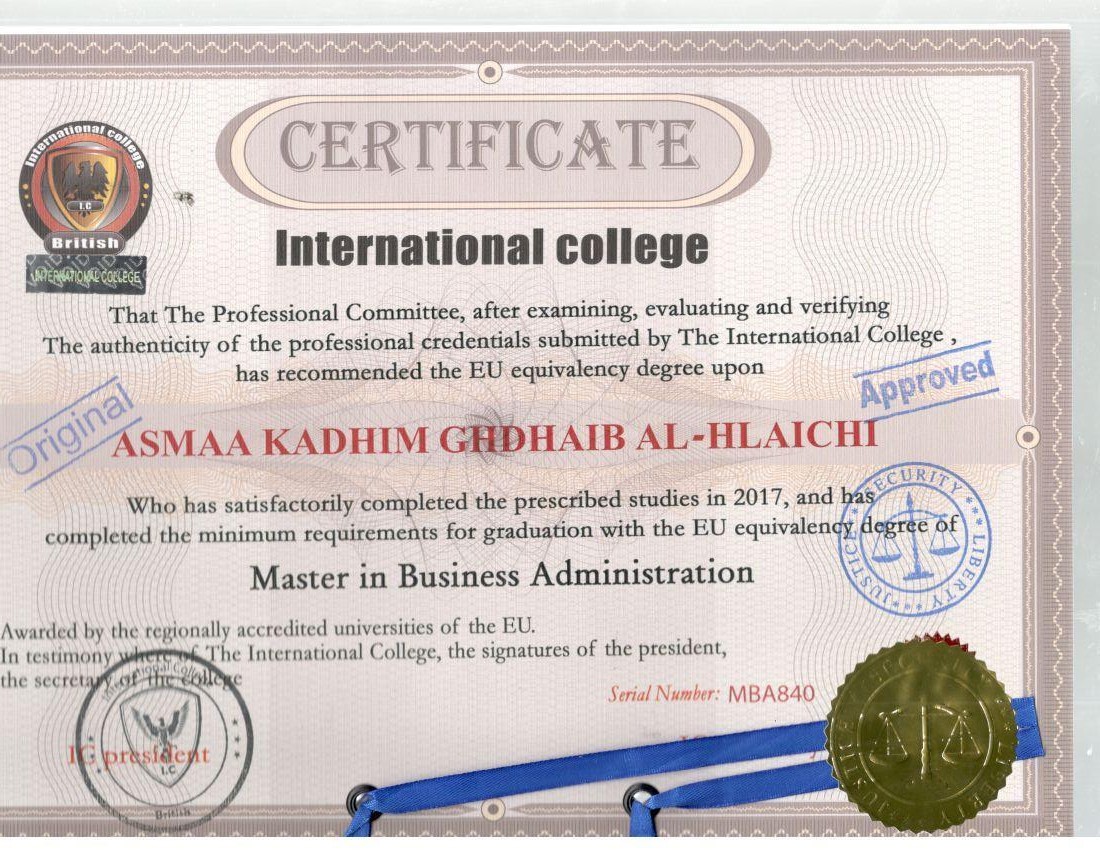 CERTIFICATE
International college
I.C
British
INTERNATIONAL COLLEGE
International college
That The Professional Committee, after examining, evaluating and verifying
The authenticity of the professional credentials submitted by The International College ,
has recommended the EU equivalency degree upon
Original
Approved
ASMAA KADHIM GHDHAIB AL-HLAICHI
Who has satisfactorily completed the prescribed studies in 2017, and has
completed the minimum requirements for graduation with the EU equivalency degree of
SECURITY
LIBERTY
JUSTICE
Master in Business Administration
Awarded by the regionally accredited universities of the EU.
In testimony where of The International College, the signatures of the president,
the secretary of the college
Serial Number: MBA840
International College
IC president
I.C
British